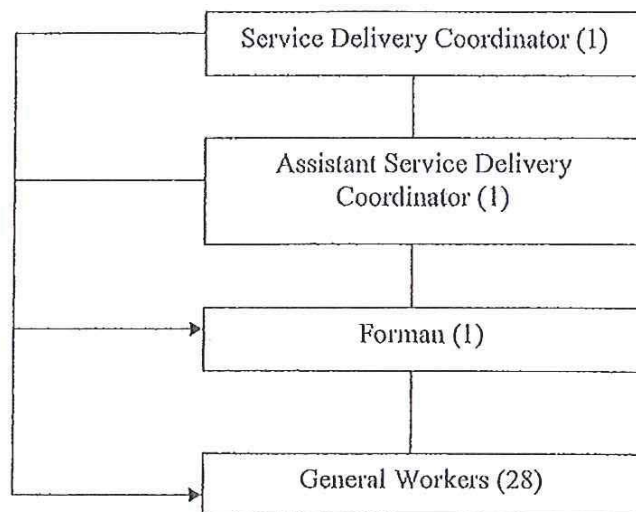 Service Delivery Coordinator (1)
Assistant Service Delivery
Coordinator (1)
Forman (1)
General Workers (28)